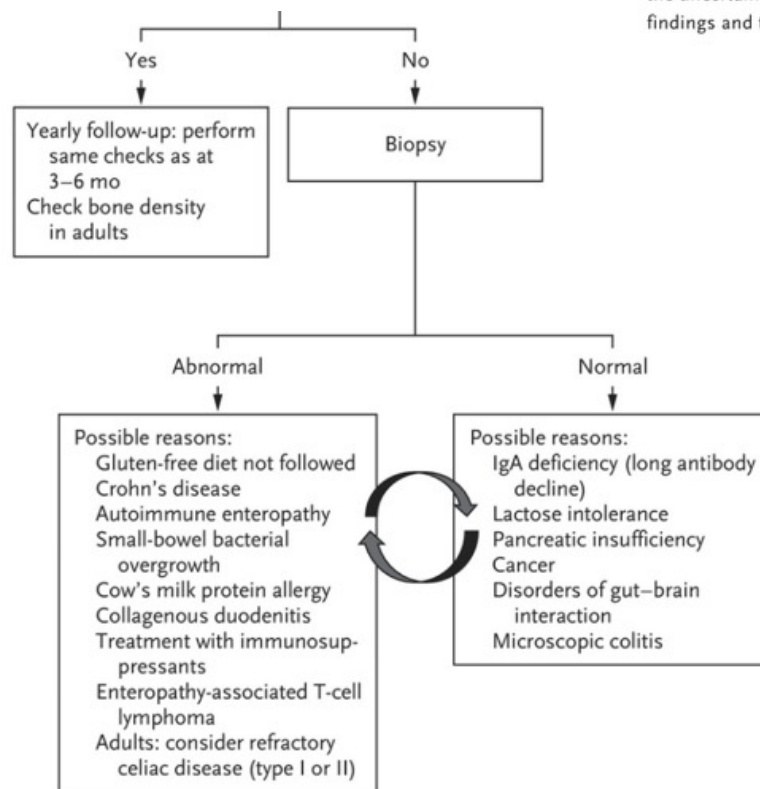 findings and t
Yes
No
Yearly follow-up: perform
same checks as at
3–6 mo
Check bone density
in adults
Biopsy
Abnormal
Normal
Possible reasons:
Gluten-free diet not followed
Crohn's disease
Autoimmune enteropathy
Small-bowel bacterial
overgrowth
Cow's milk protein allergy
Collagenous duodenitis
Treatment with immunosup-
pressants
Enteropathy-associated T-cell
lymphoma
Adults: consider refractory
celiac disease (type I or II)
Possible reasons:
IgA deficiency (long antibody
decline)
Lactose intolerance
Pancreatic insufficiency
Cancer
Disorders of gut–brain
interaction
Microscopic colitis